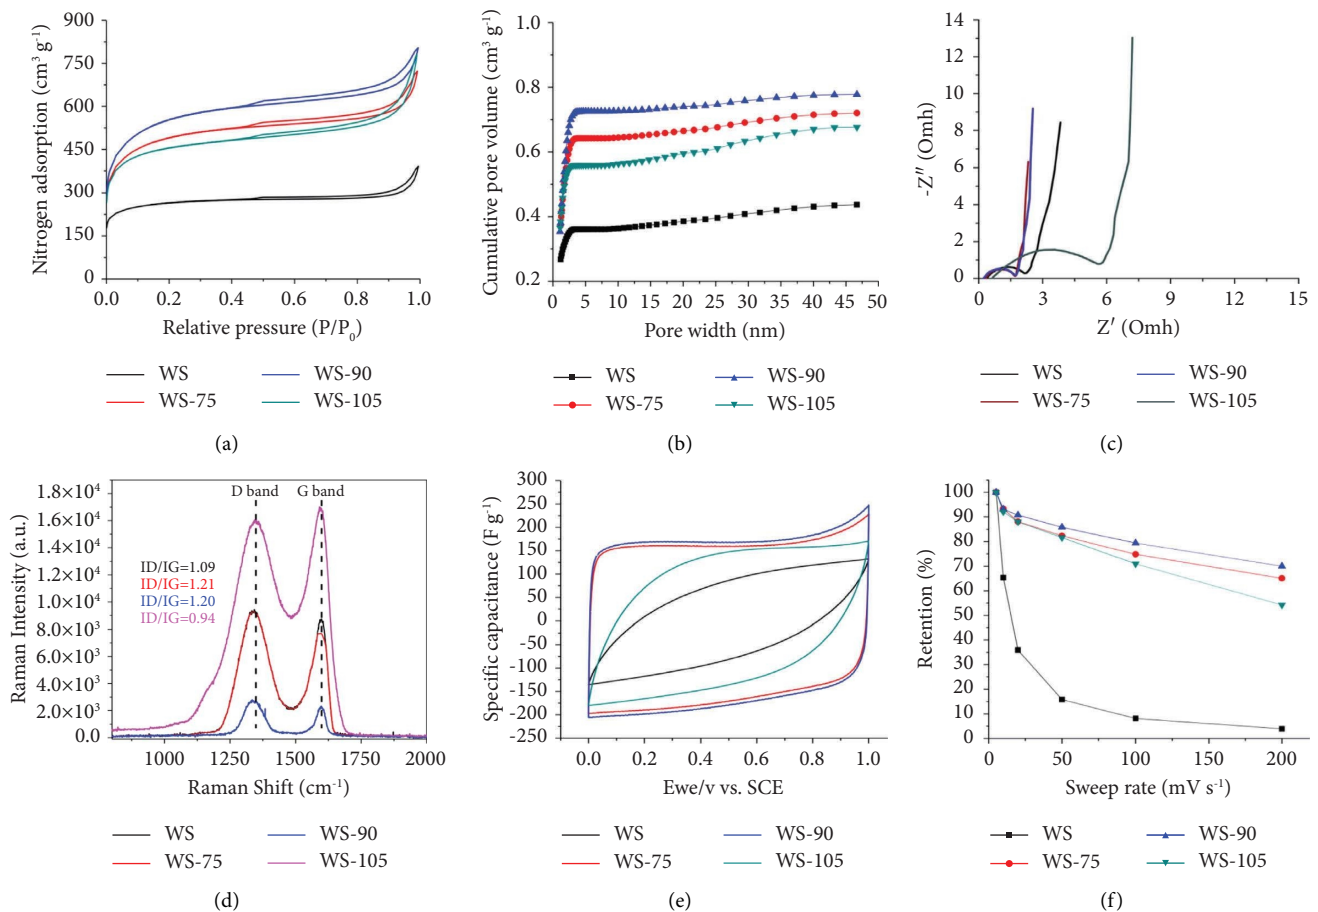 900
750
600
450
300
150
0
0.0 0.2 0.4 0.6 0.8 1.0
Nitrogen adsorption (cm³ g⁻¹)
Relative pressure (P/P₀)
WS WS-90
WS-75 WS-105
(a)
1.0
0.8
0.6
0.4
0.2
0 5 10 15 20 25 30 35 40 45 50
Cumulative pore volume (cm³ g⁻¹)
Pore width (nm)
WS WS-90
WS-75 WS-105
(b)
14
12
10
8
6
4
2
0
0 3 6 9 12 15
-Z″ (Omh)
Z′ (Omh)
WS WS-90
WS-75 WS-105
(c)
D band G band
1.8×10⁴
1.6×10⁴
1.4×10⁴
1.2×10⁴
1.0×10⁴
8.0×10³
6.0×10³
4.0×10³
2.0×10³
0.0
ID/IG=1.09
ID/IG=1.21
ID/IG=1.20
ID/IG=0.94
1000 1250 1500 1750 2000
Raman Intensity (a.u.)
Raman Shift (cm⁻¹)
WS WS-90
WS-75 WS-105
(d)
300
250
200
150
100
50
0
-50
-100
-150
-200
-250
0.0 0.2 0.4 0.6 0.8 1.0
Specific capacitance (F g⁻¹)
Ewe/v vs. SCE
WS WS-90
WS-75 WS-105
(e)
100
90
80
70
60
50
40
30
20
10
0
0 50 100 150 200
Retention (%)
Sweep rate (mV s⁻¹)
WS WS-90
WS-75 WS-105
(f)